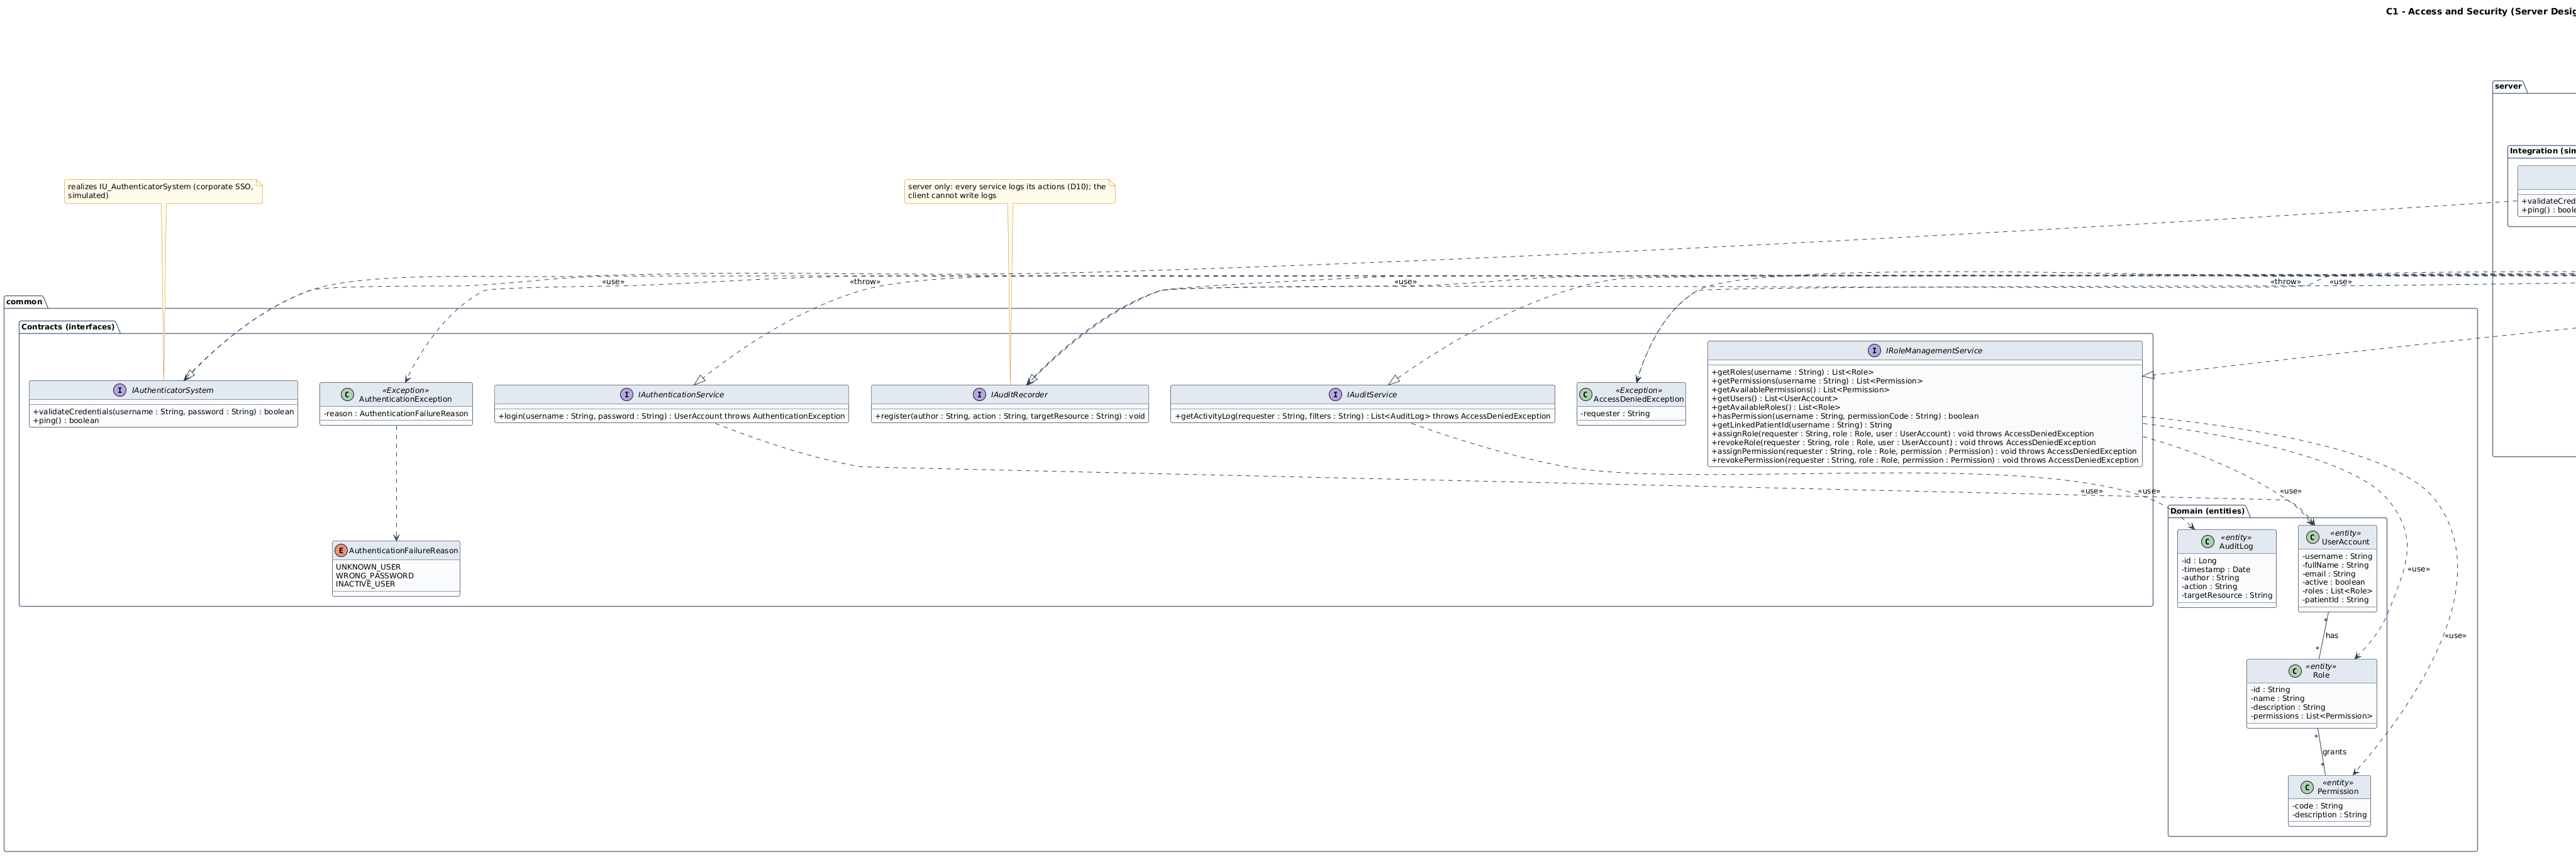 C1 - Access and Security (Server Desig
server
Integration (sim
+validateCred
+ping() : boole
realizes IU_AuthenticatorSystem (corporate SSO,
simulated)
server only: every service logs its actions (D10); the
client cannot write logs
«use»
«throw»
«use»
«throw»
«use»
common
Contracts (interfaces)
I IAuthenticatorSystem
+validateCredentials(username : String, password : String) : boolean
+ping() : boolean
«Exception»
C AuthenticationException
-reason : AuthenticationFailureReason
I IAuthenticationService
+login(username : String, password : String) : UserAccount throws AuthenticationException
I IAuditRecorder
+register(author : String, action : String, targetResource : String) : void
I IAuditService
+getActivityLog(requester : String, filters : String) : List<AuditLog> throws AccessDeniedException
«Exception»
C AccessDeniedException
-requester : String
I IRoleManagementService
+getRoles(username : String) : List<Role>
+getPermissions(username : String) : List<Permission>
+getAvailablePermissions() : List<Permission>
+getUsers() : List<UserAccount>
+getAvailableRoles() : List<Role>
+hasPermission(username : String, permissionCode : String) : boolean
+getLinkedPatientId(username : String) : String
+assignRole(requester : String, role : Role, user : UserAccount) : void throws AccessDeniedException
+revokeRole(requester : String, role : Role, user : UserAccount) : void throws AccessDeniedException
+assignPermission(requester : String, role : Role, permission : Permission) : void throws AccessDeniedException
+revokePermission(requester : String, role : Role, permission : Permission) : void throws AccessDeniedException
«use»
«use»
«use»
E AuthenticationFailureReason
UNKNOWN_USER
WRONG_PASSWORD
INACTIVE_USER
Domain (entities)
«entity»
C AuditLog
-id : Long
-timestamp : Date
-author : String
-action : String
-targetResource : String
«entity»
C UserAccount
-username : String
-fullName : String
-email : String
-active : boolean
-roles : List<Role>
-patientId : String
«use»
*
has
*
«use»
«entity»
C Role
-id : String
-name : String
-description : String
-permissions : List<Permission>
*
grants
*
«entity»
C Permission
-code : String
-description : String